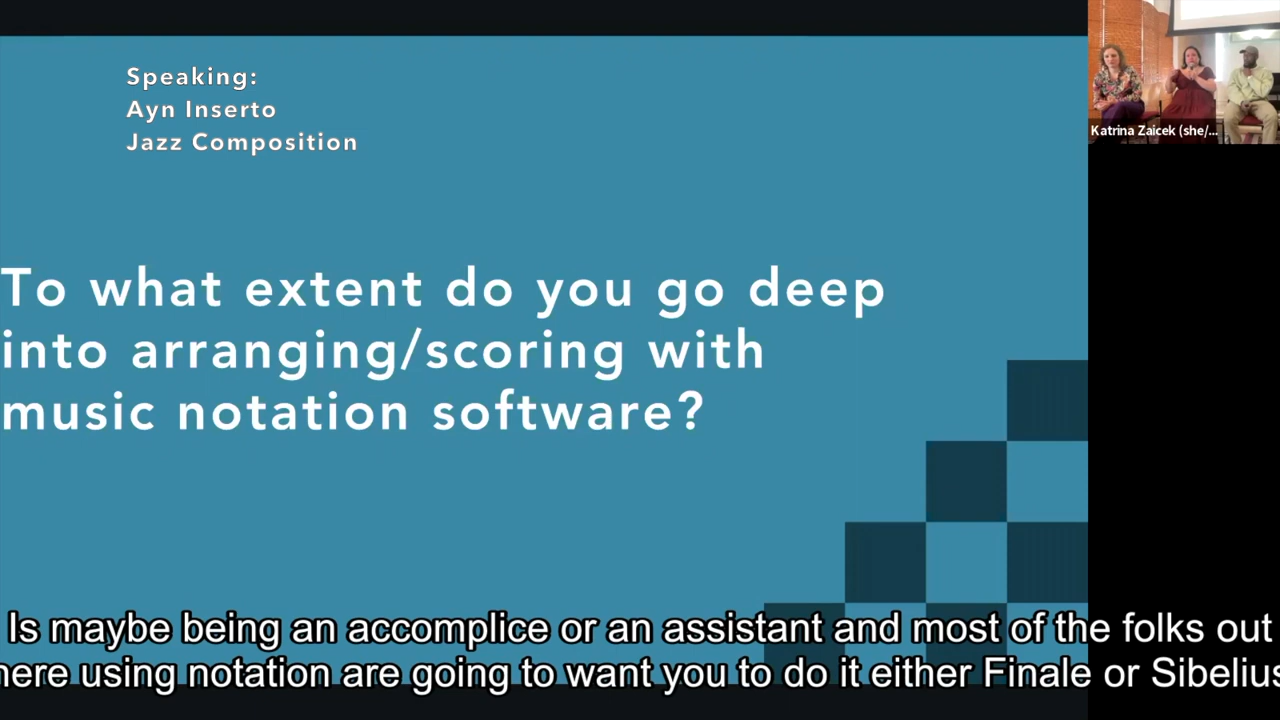 Speaking:
Ayn Inserto
Jazz Composition
Katrina Zaicek (she/...
To what extent do you go deep
into arranging/scoring with
music notation software?
Is maybe being an accomplice or an assistant and most of the folks out
here using notation are going to want you to do it either Finale or Sibelius